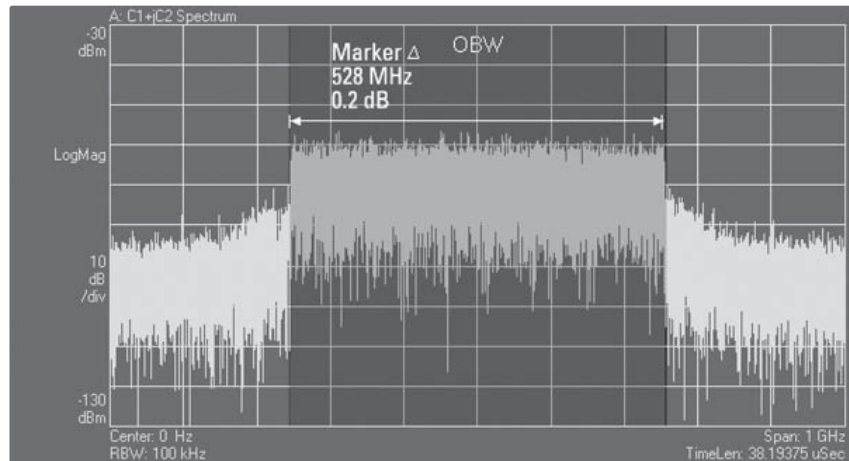 A: C1+jC2 Spectrum
-30
dBm
Marker Δ
528 MHz
0.2 dB
OBW
LogMag
10
dB
/div
-130
dBm
Center: 0 Hz
Span: 1 GHz
RBW: 100 kHz
TimeLen: 38.19375 uSec